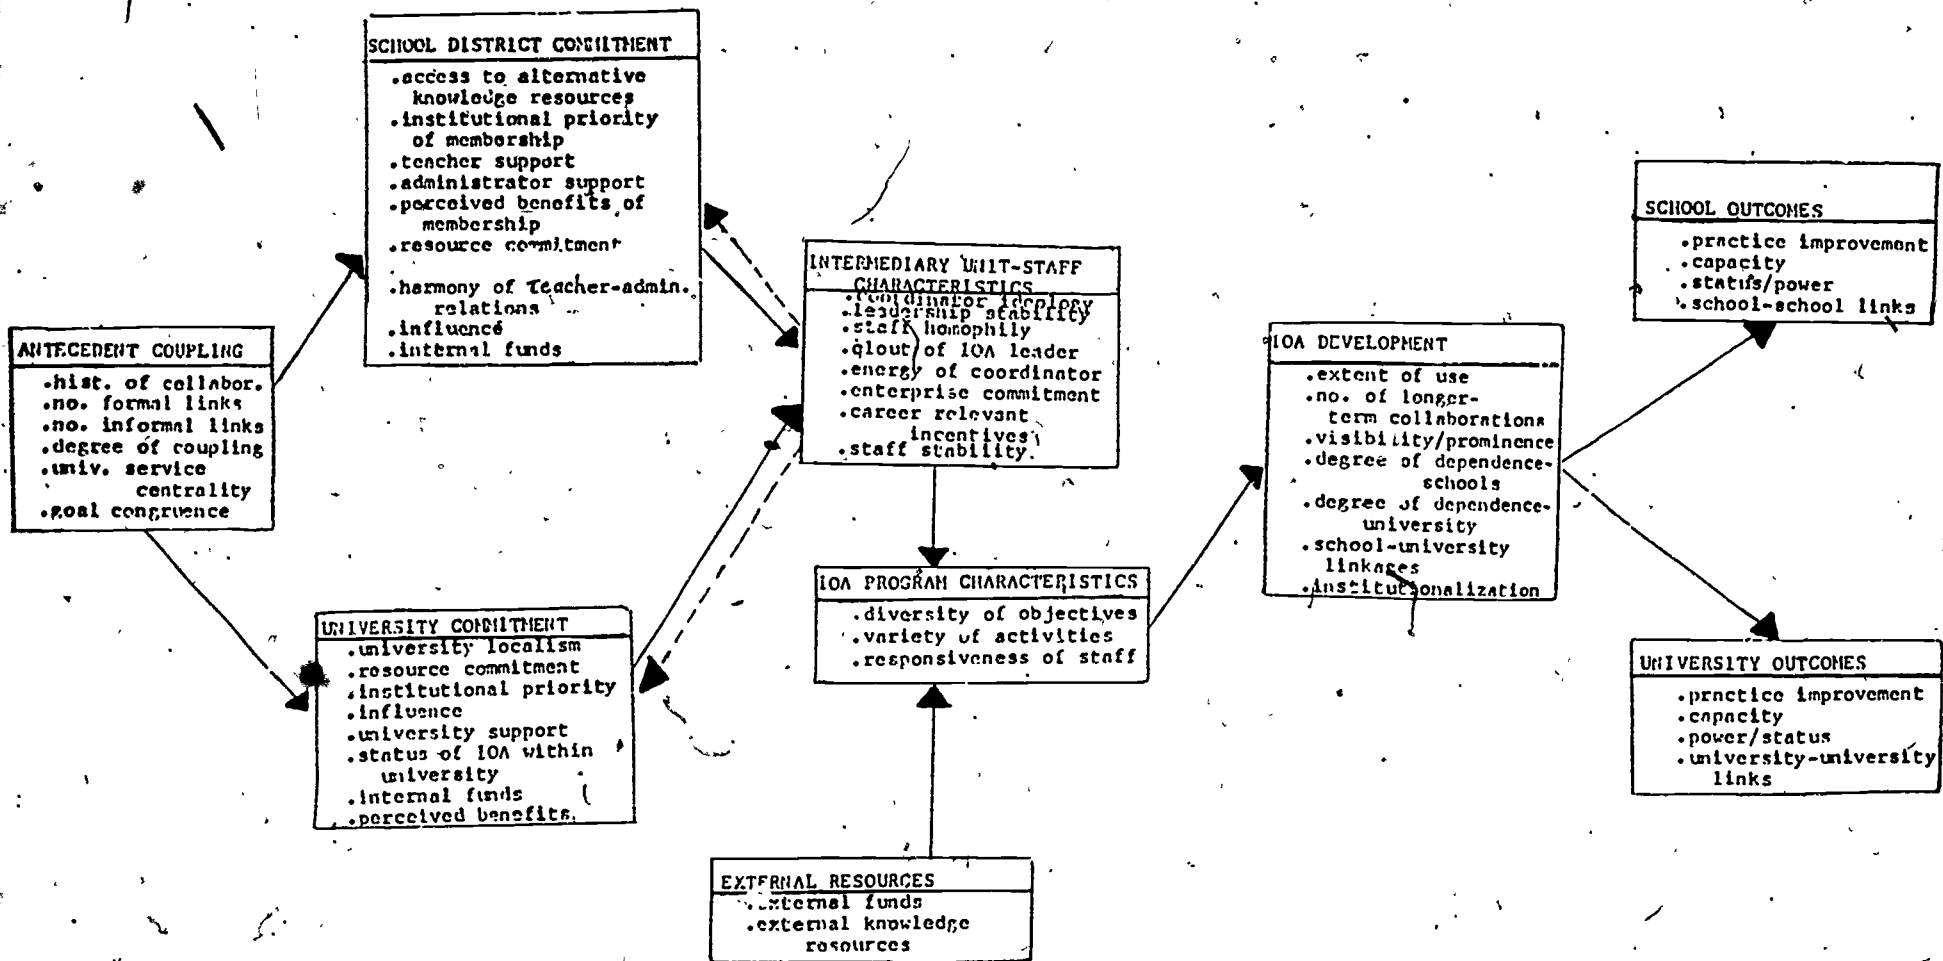 SCHOOL DISTRICT COMMITMENT
.access to alternative
knowledge resources
.institutional priority
of membership
.teacher support
.administrator support
.perceived benefits of
membership
.resource commitment
.harmony of teacher-admin.
relations
.influence
.internal funds
ANTECEDENT COUPLING
.hist. of collabor.
.no. formal links
.no. informal links
.degree of coupling
.univ. service
centrality
.goal congruence
UNIVERSITY COMMITMENT
.university localism
.resource commitment
.institutional priority
.influence
.university support
.status of IOA within
university
.internal funds
.perceived benefits.
INTERMEDIARY UNIT-STAFF
CHARACTERISTICS
.coordinator ideology
.leadership stability
.staff homophily
.clout of IOA leader
.energy of coordinator
.enterprise commitment
.career relevant
incentives
.staff stability.
IOA PROGRAM CHARACTERISTICS
.diversity of objectives
.variety of activities
.responsiveness of staff
EXTERNAL RESOURCES
.external funds
.external knowledge
resources
IOA DEVELOPMENT
.extent of use
.no. of longer-
term collaborations
.visibility/prominence
.degree of dependence-
schools
.degree of dependence-
university
.school-university
linkages
.institutionalization
SCHOOL OUTCOMES
.practice improvement
.capacity
.status/power
.school-school links
UNIVERSITY OUTCOMES
.practice improvement
.capacity
.power/status
.university-university
links